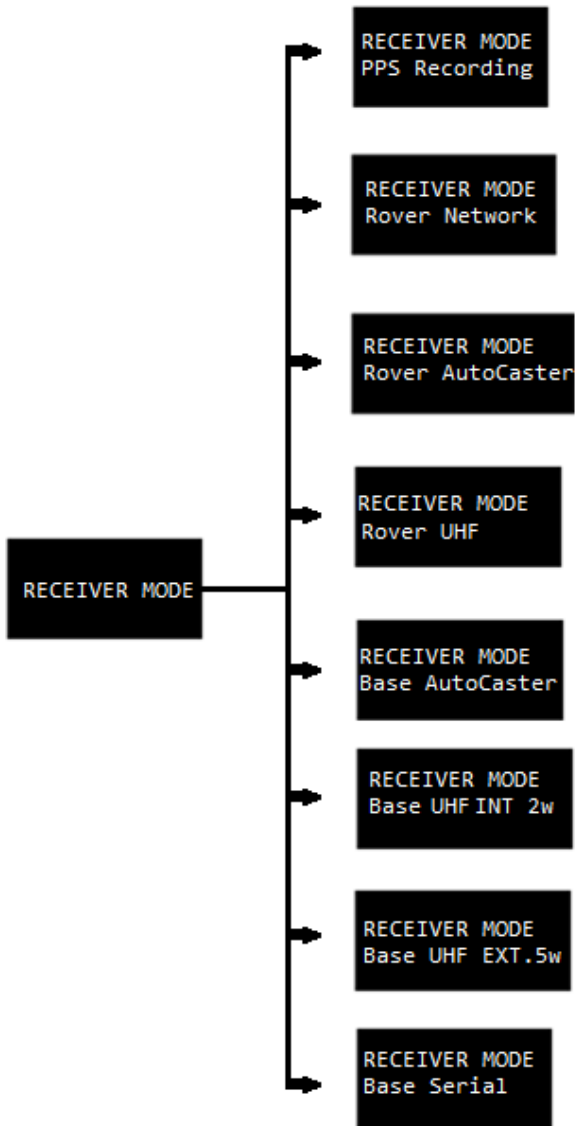 RECEIVER MODE
PPS Recording
RECEIVER MODE
Rover Network
RECEIVER MODE
Rover AutoCaster
RECEIVER MODE
Rover UHF
RECEIVER MODE
RECEIVER MODE
Base AutoCaster
RECEIVER MODE
Base UHF INT 2w
RECEIVER MODE
Base UHF EXT.5w
RECEIVER MODE
Base Serial